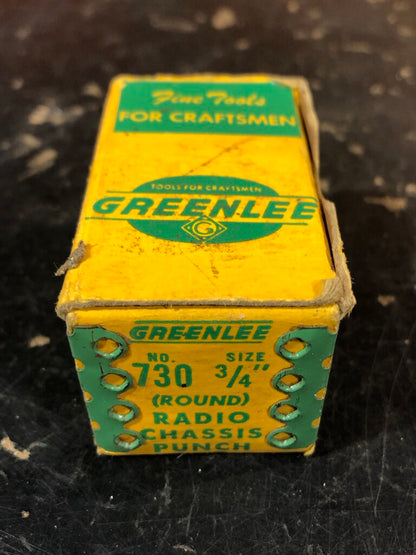 Fine Tools
FOR CRAFTSMEN
TOOLS FOR CRAFTSMEN
GREENLEE
G
GREENLEE
NO. SIZE
730 3/4"
(ROUND)
RADIO
CHASSIS
PUNCH